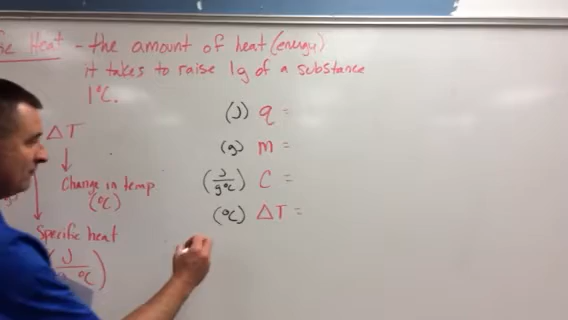 Heat - the amount of heat (energy)
it takes to raise 1g of a substance
1°C.
ΔT
Change in temp
(°C)
Specific heat
(J) q =
(g) m =
(J/g°C) C =
(°C) ΔT =